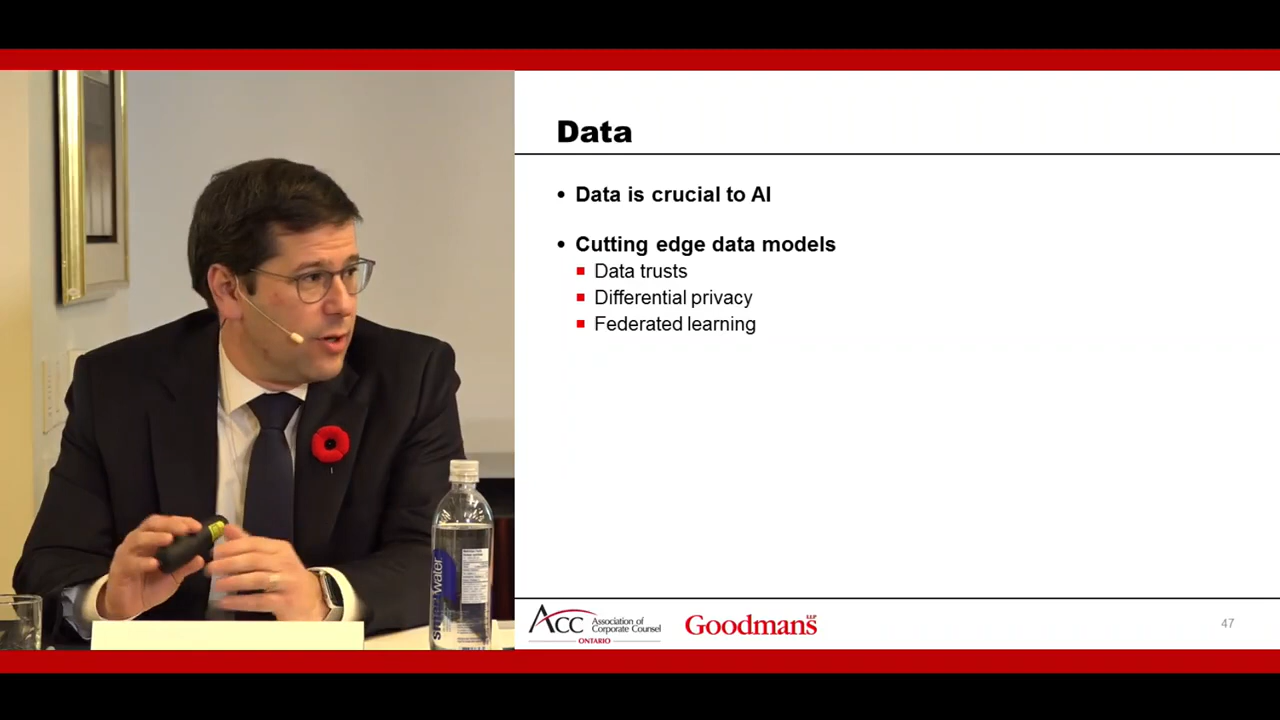 Data
• Data is crucial to AI
• Cutting edge data models
Data trusts
Differential privacy
Federated learning
ACC Association of
Corporate Counsel
ONTARIO
Goodmans LLP
47
smartwater